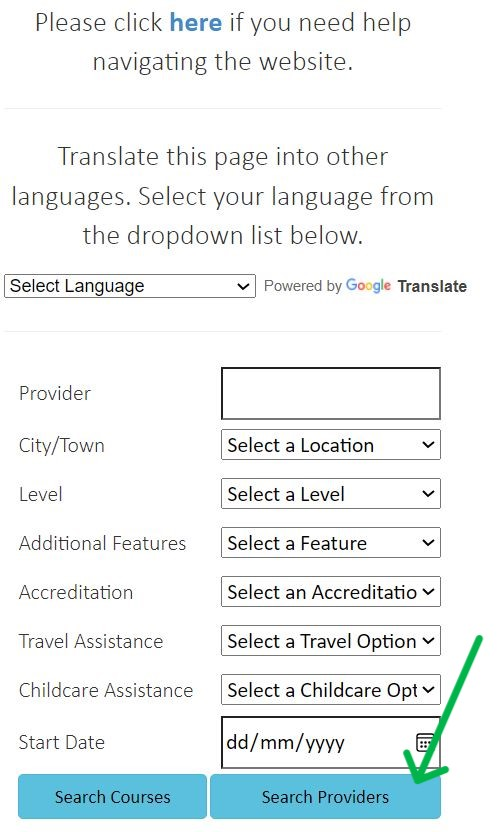 Please click here if you need help
navigating the website.
Translate this page into other
languages. Select your language from
the dropdown list below.
Select Language Powered by Google Translate
Provider
City/Town Select a Location
Level Select a Level
Additional Features Select a Feature
Accreditation Select an Accreditatio
Travel Assistance Select a Travel Option
Childcare Assistance Select a Childcare Opt
Start Date dd/mm/yyyy
Search Courses Search Providers